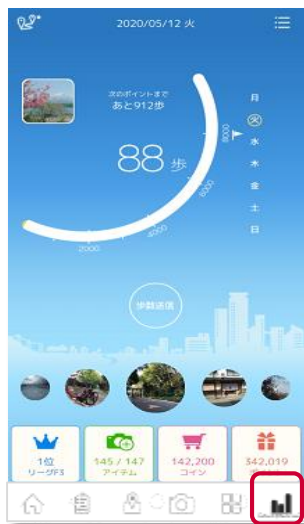 2020/05/12 火
次のポイントまで
あと912歩
88 歩
月
火
水
木
金
土
日
8000
6000
4000
2000
歩数送信
1位
リーグF3
145 / 147
アイテム
142,200
コイン
342,019